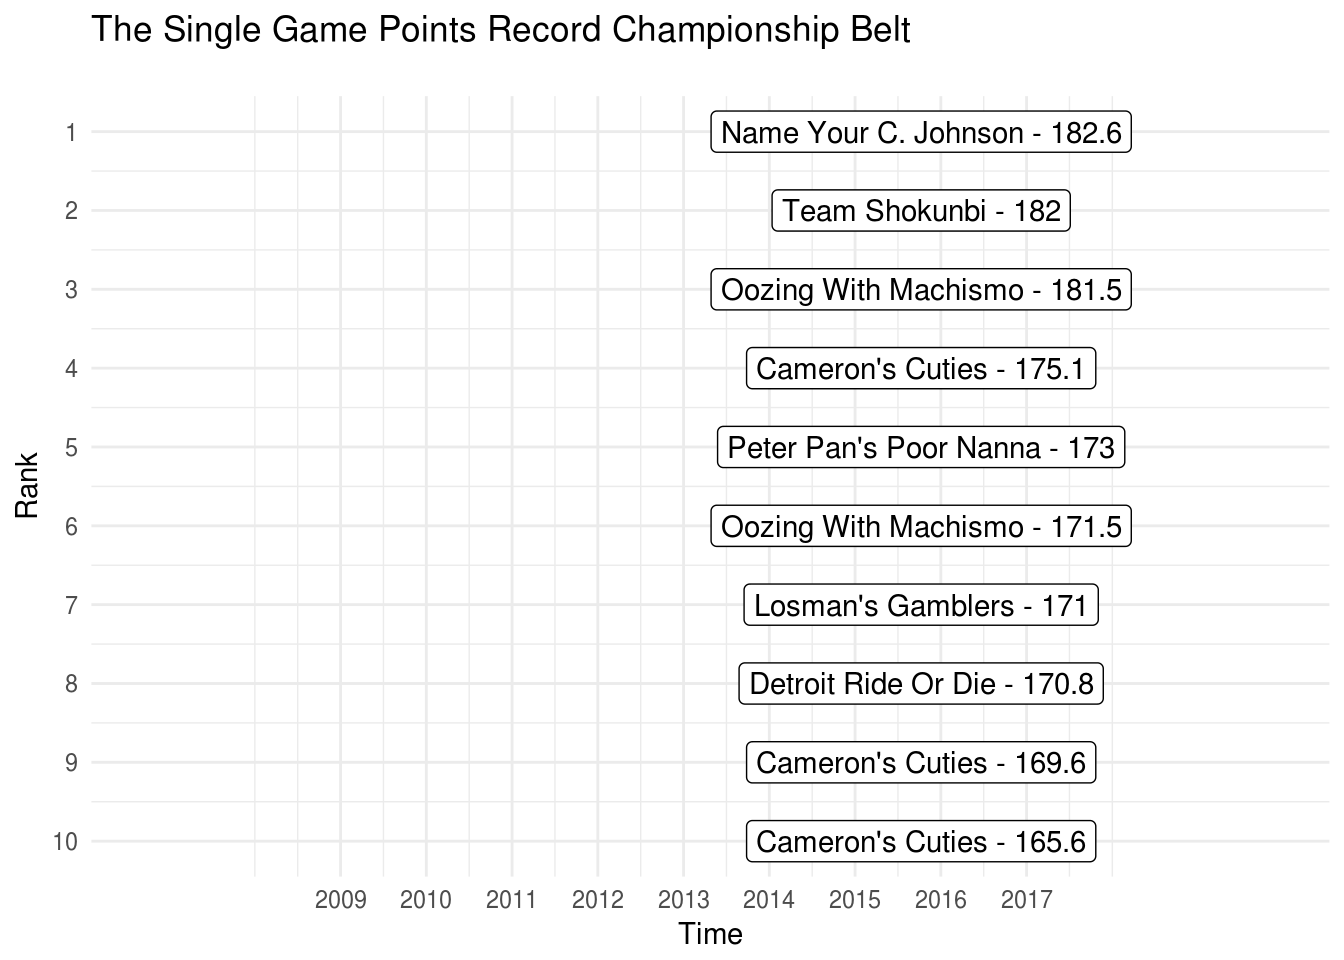 The Single Game Points Record Championship Belt
Rank
1
Name Your C. Johnson - 182.6
2
Team Shokunbi - 182
3
Oozing With Machismo - 181.5
4
Cameron's Cuties - 175.1
5
Peter Pan's Poor Nanna - 173
6
Oozing With Machismo - 171.5
7
Losman's Gamblers - 171
8
Detroit Ride Or Die - 170.8
9
Cameron's Cuties - 169.6
10
Cameron's Cuties - 165.6
2009 2010 2011 2012 2013 2014 2015 2016 2017
Time